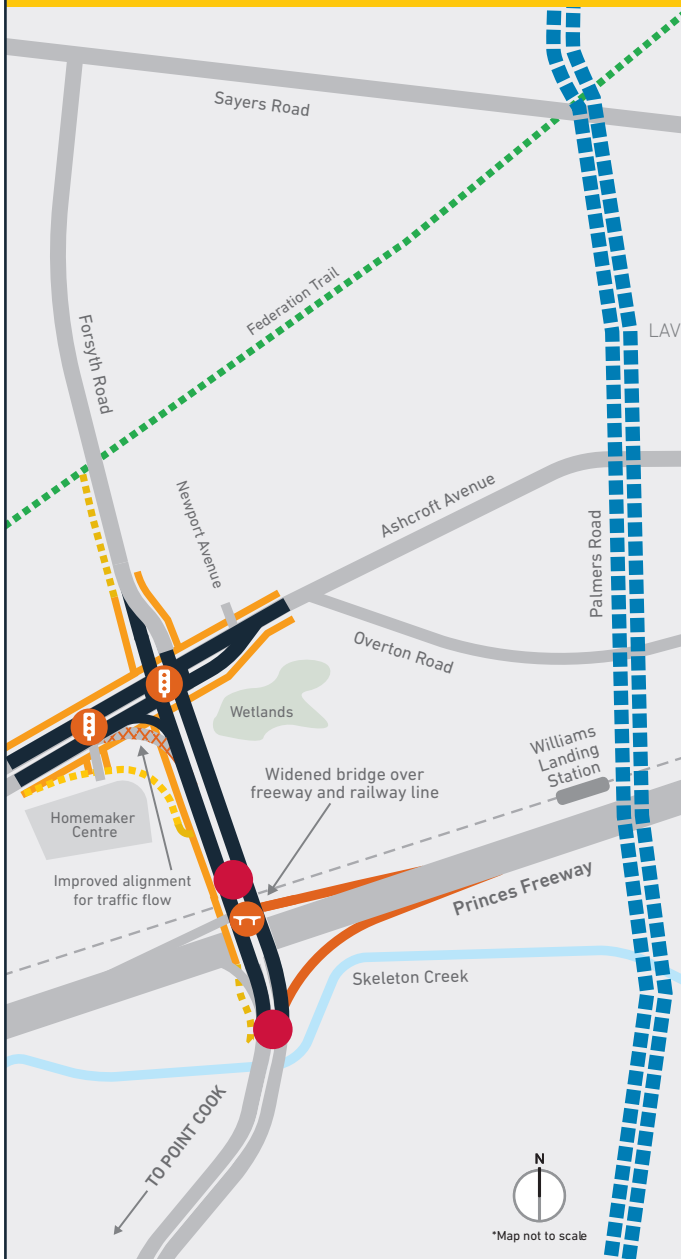 Sayers Road
Federation Trail
LAV
Forsyth Road
Newport Avenue
Ashcroft Avenue
Palmers Road
Overton Road
Wetlands
Williams
Landing
Station
Widened bridge over
freeway and railway line
Homemaker
Centre
Improved alignment
for traffic flow
Princes Freeway
Skeleton Creek
TO POINT COOK
N
*Map not to scale